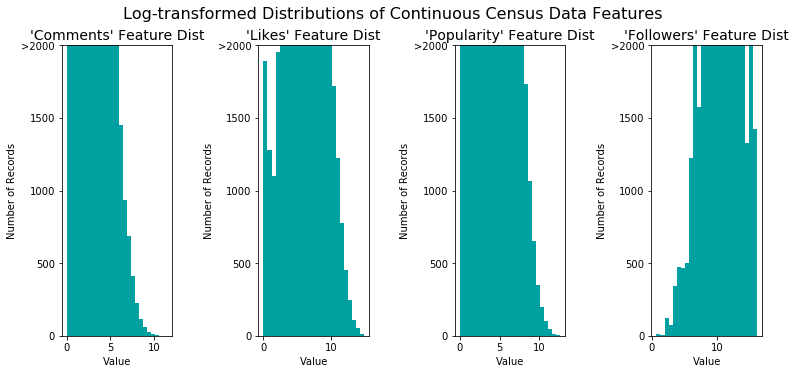 Log-transformed Distributions of Continuous Census Data Features
'Comments' Feature Dist
'Likes' Feature Dist
'Popularity' Feature Dist
'Followers' Feature Dist
Number of Records
>2000
1500
1000
500
0
0 5 10
Value
Number of Records
>2000
1500
1000
500
0
0 10
Value
Number of Records
>2000
1500
1000
500
0
0 5 10
Value
Number of Records
>2000
1500
1000
500
0
0 10
Value